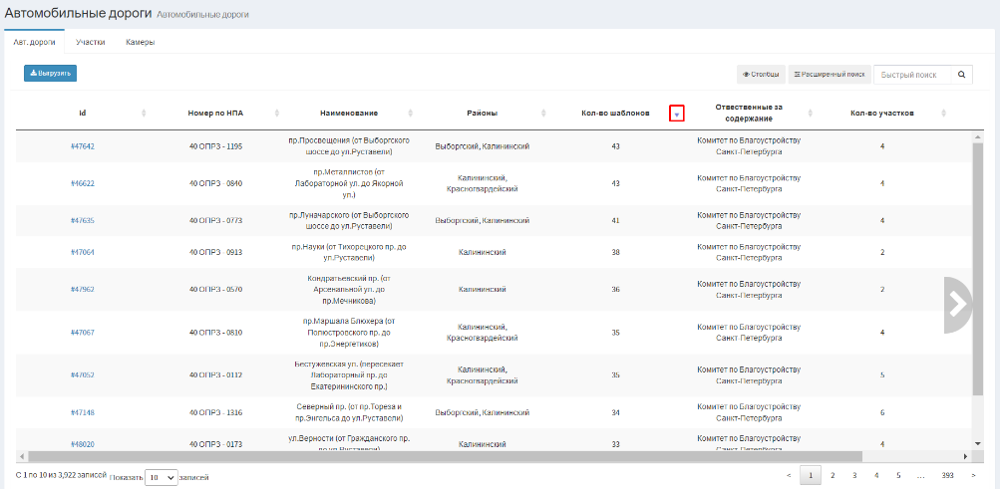 Автомобильные дороги Автомобильные дороги
Авт. дороги Участки Камеры
Выгрузить Столбцы Расширенный поиск Быстрый поиск
id Номер по НПА Наименование Районы Кол-во шаблонов Отвественные за содержание Кол-во участков
#47642 40 ОПРЗ - 1195 пр.Просвещения (от Выборгского шоссе до ул.Руставели) Выборгский, Калининский 43 Комитет по Благоустройству Санкт-Петербурга 4
#46622 40 ОПРЗ - 0840 пр.Металлистов (от Лабораторной ул. до Якорной ул.) Калининский, Красногвардейский 43 Комитет по Благоустройству Санкт-Петербурга 4
#47635 40 ОПРЗ - 0773 пр.Луначарского (от Выборгского шоссе до ул.Руставели) Выборгский, Калининский 41 Комитет по Благоустройству Санкт-Петербурга 4
#47064 40 ОПРЗ - 0913 пр.Науки (от Тихорецкого пр. до ул.Руставели) Калининский 38 Комитет по Благоустройству Санкт-Петербурга 2
#47962 40 ОПРЗ - 0570 Кондратьевский пр. (от Арсенальной ул. до пр.Мечникова) Калининский 36 Комитет по Благоустройству Санкт-Петербурга 2
#47067 40 ОПРЗ - 0810 пр.Маршала Блюхера (от Полюстровского пр. до пр.Энергетиков) Калининский, Красногвардейский 35 Комитет по Благоустройству Санкт-Петербурга 4
#47052 40 ОПРЗ - 0112 Бестужевская ул. (пересекает Лабораторный пр. до Екатерининского пр.) Калининский, Красногвардейский 35 Комитет по Благоустройству Санкт-Петербурга 5
#47148 40 ОПРЗ - 1316 Северный пр. (от пр.Тореза и пр.Энгельса до ул.Руставели) Выборгский, Калининский 34 Комитет по Благоустройству Санкт-Петербурга 6
#48020 40 ОПРЗ - 0173 ул.Верности (от Гражданского пр. до ул.Руставели) Калининский 33 Комитет по Благоустройству Санкт-Петербурга 4
С 1 по 10 из 3,922 записей Показать 10 записей < 1 2 3 4 5 ... 393 >